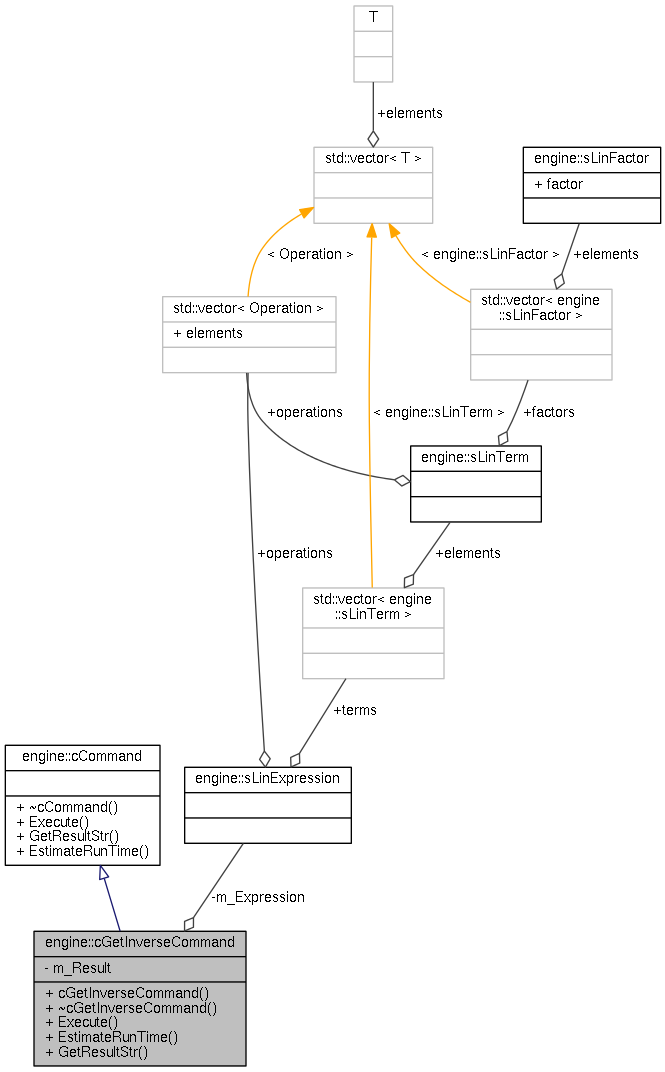 T
+elements
std::vector< T >
engine::sLinFactor
+ factor
< Operation >
< engine::sLinFactor >
+elements
std::vector< Operation >
+ elements
std::vector< engine
::sLinFactor >
+operations
< engine::sLinTerm >
+factors
engine::sLinTerm
+operations
+elements
std::vector< engine
::sLinTerm >
+terms
engine::cCommand
+ ~cCommand()
+ Execute()
+ GetResultStr()
+ EstimateRunTime()
engine::sLinExpression
-m_Expression
engine::cGetInverseCommand
- m_Result
+ cGetInverseCommand()
+ ~cGetInverseCommand()
+ Execute()
+ EstimateRunTime()
+ GetResultStr()